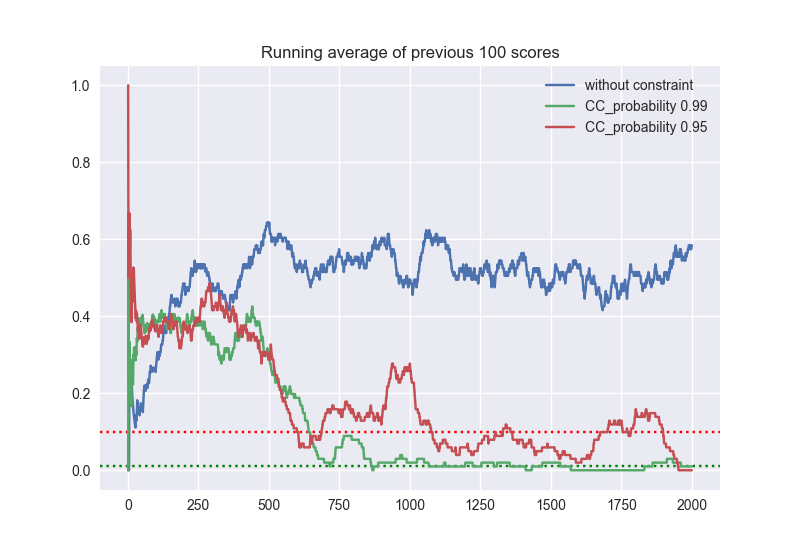 Running average of previous 100 scores
without constraint
CC_probability 0.99
CC_probability 0.95
1.0
0.8
0.6
0.4
0.2
0.0
0 250 500 750 1000 1250 1500 1750 2000